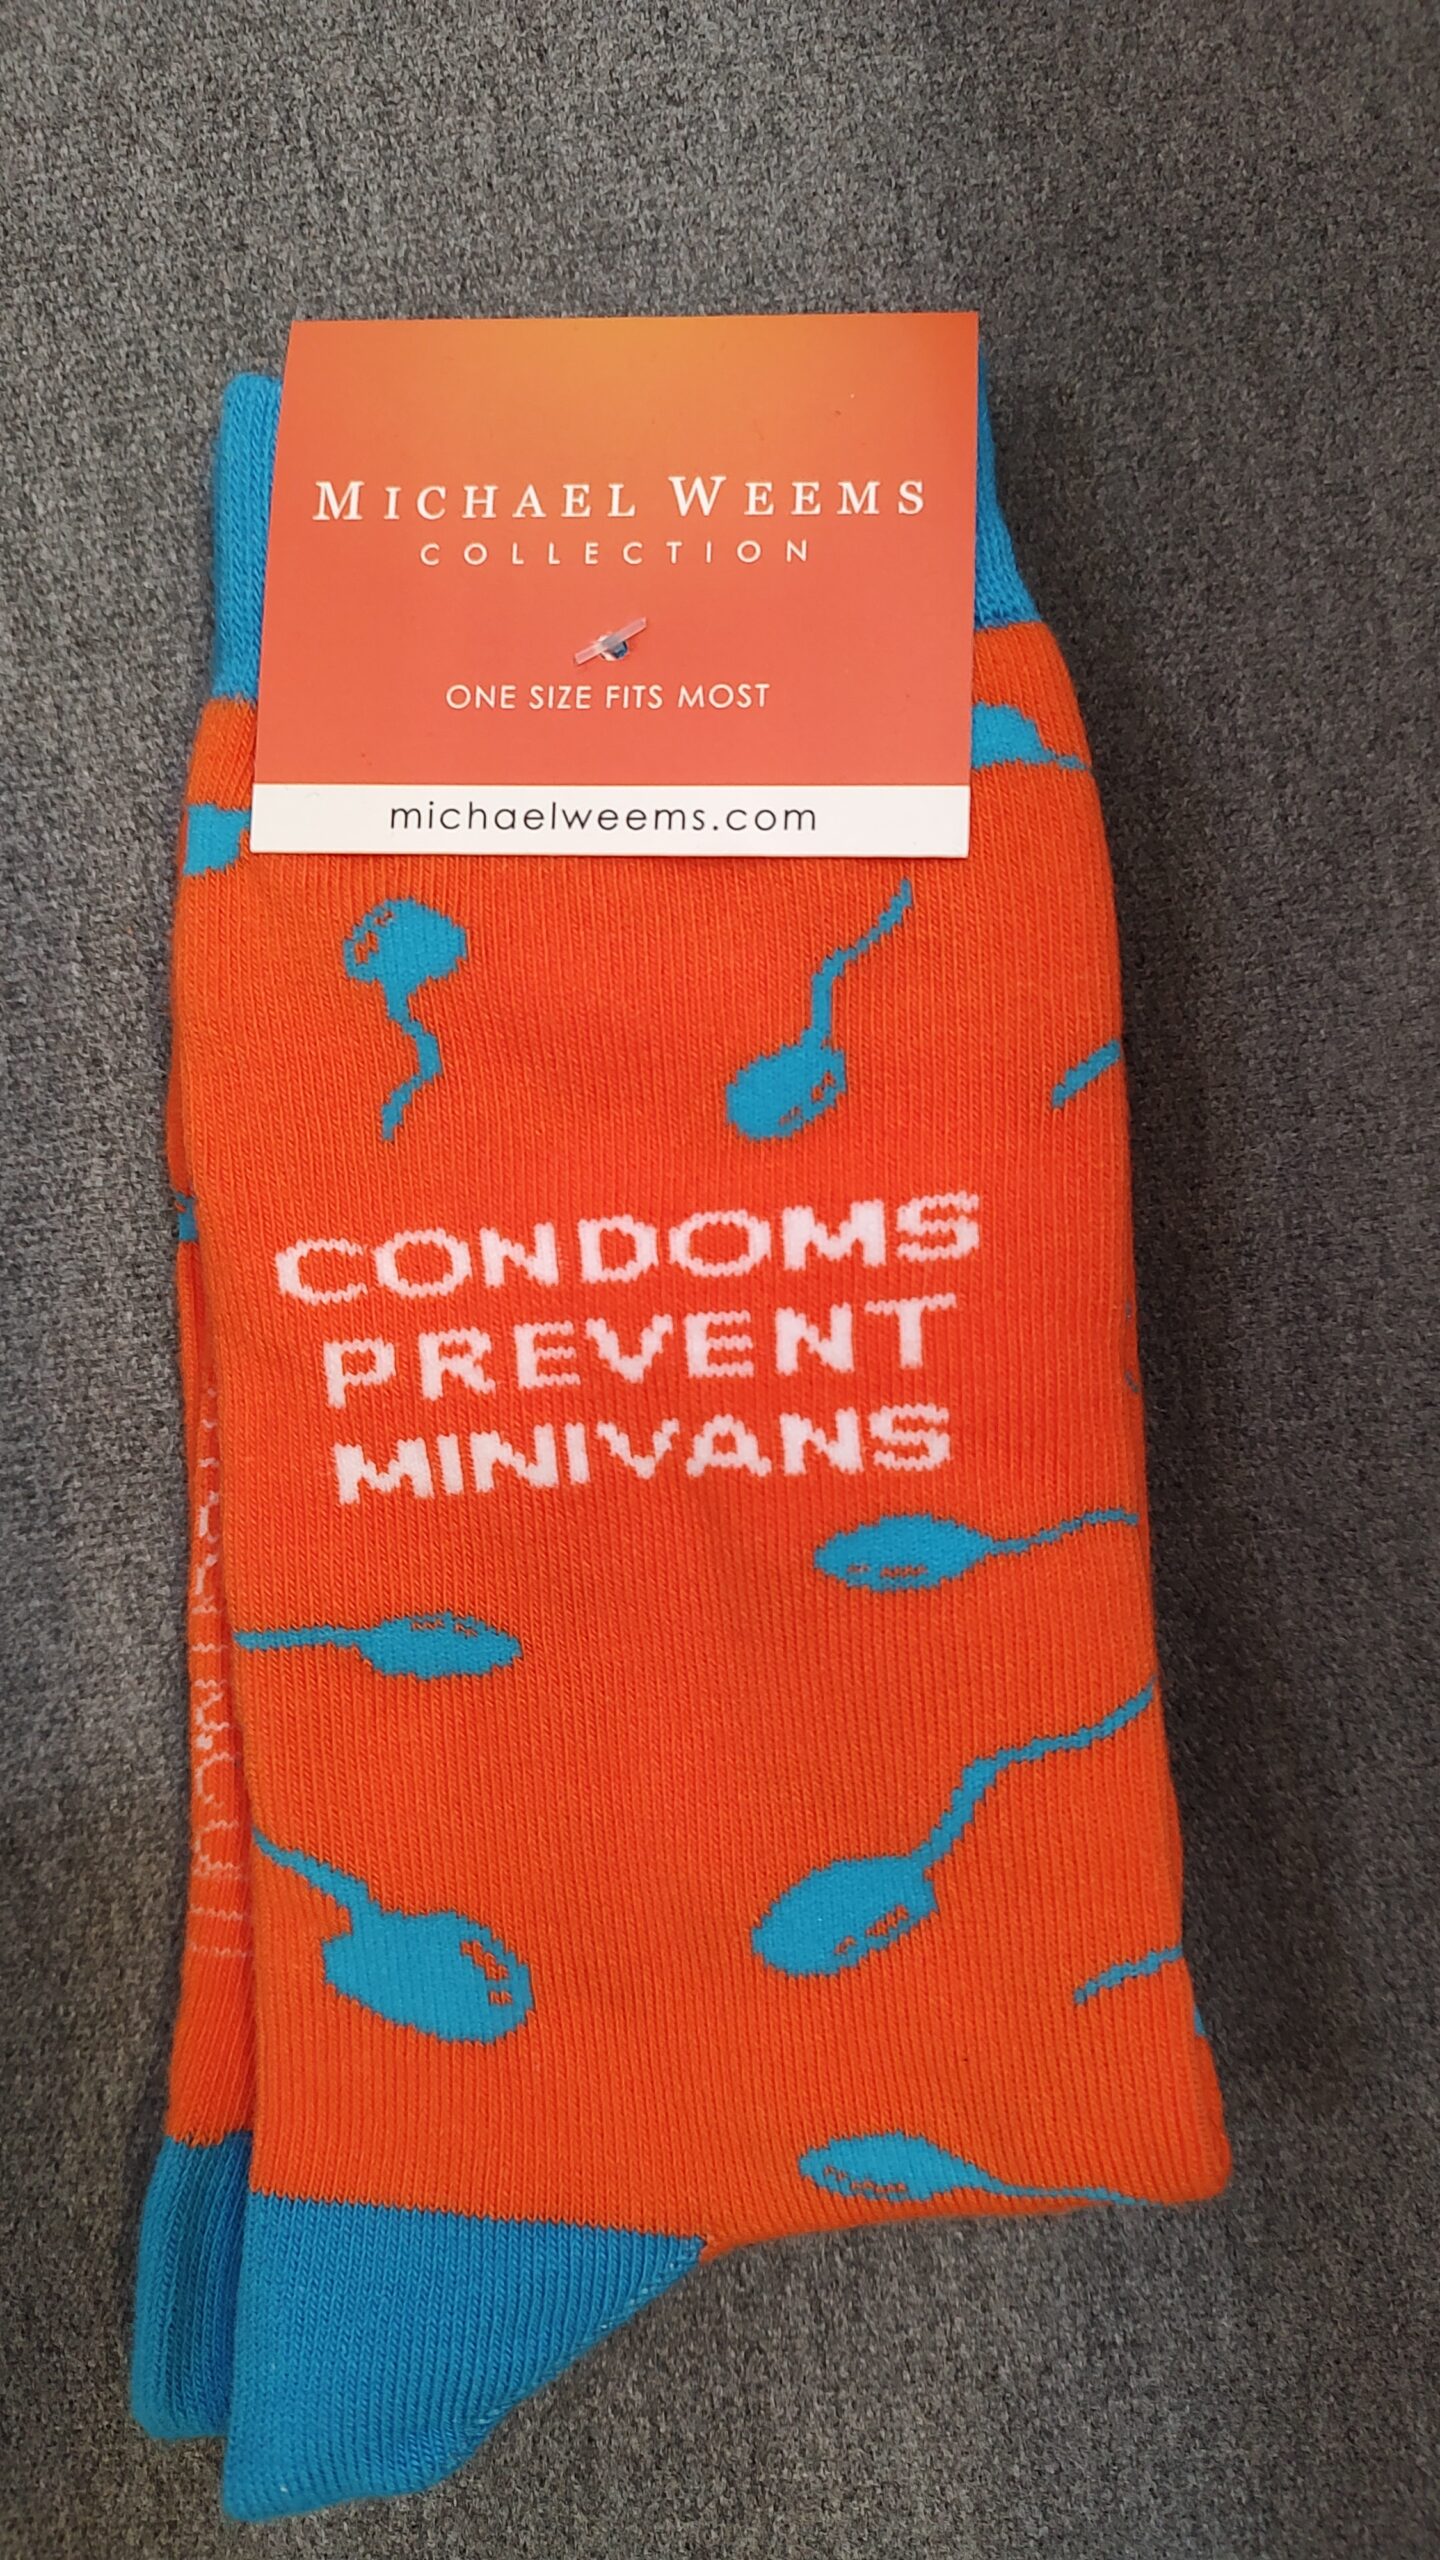 MICHAEL WEEMS
COLLECTION
ONE SIZE FITS MOST
michaelweems.com
CONDOMS
PREVENT
MINIVANS